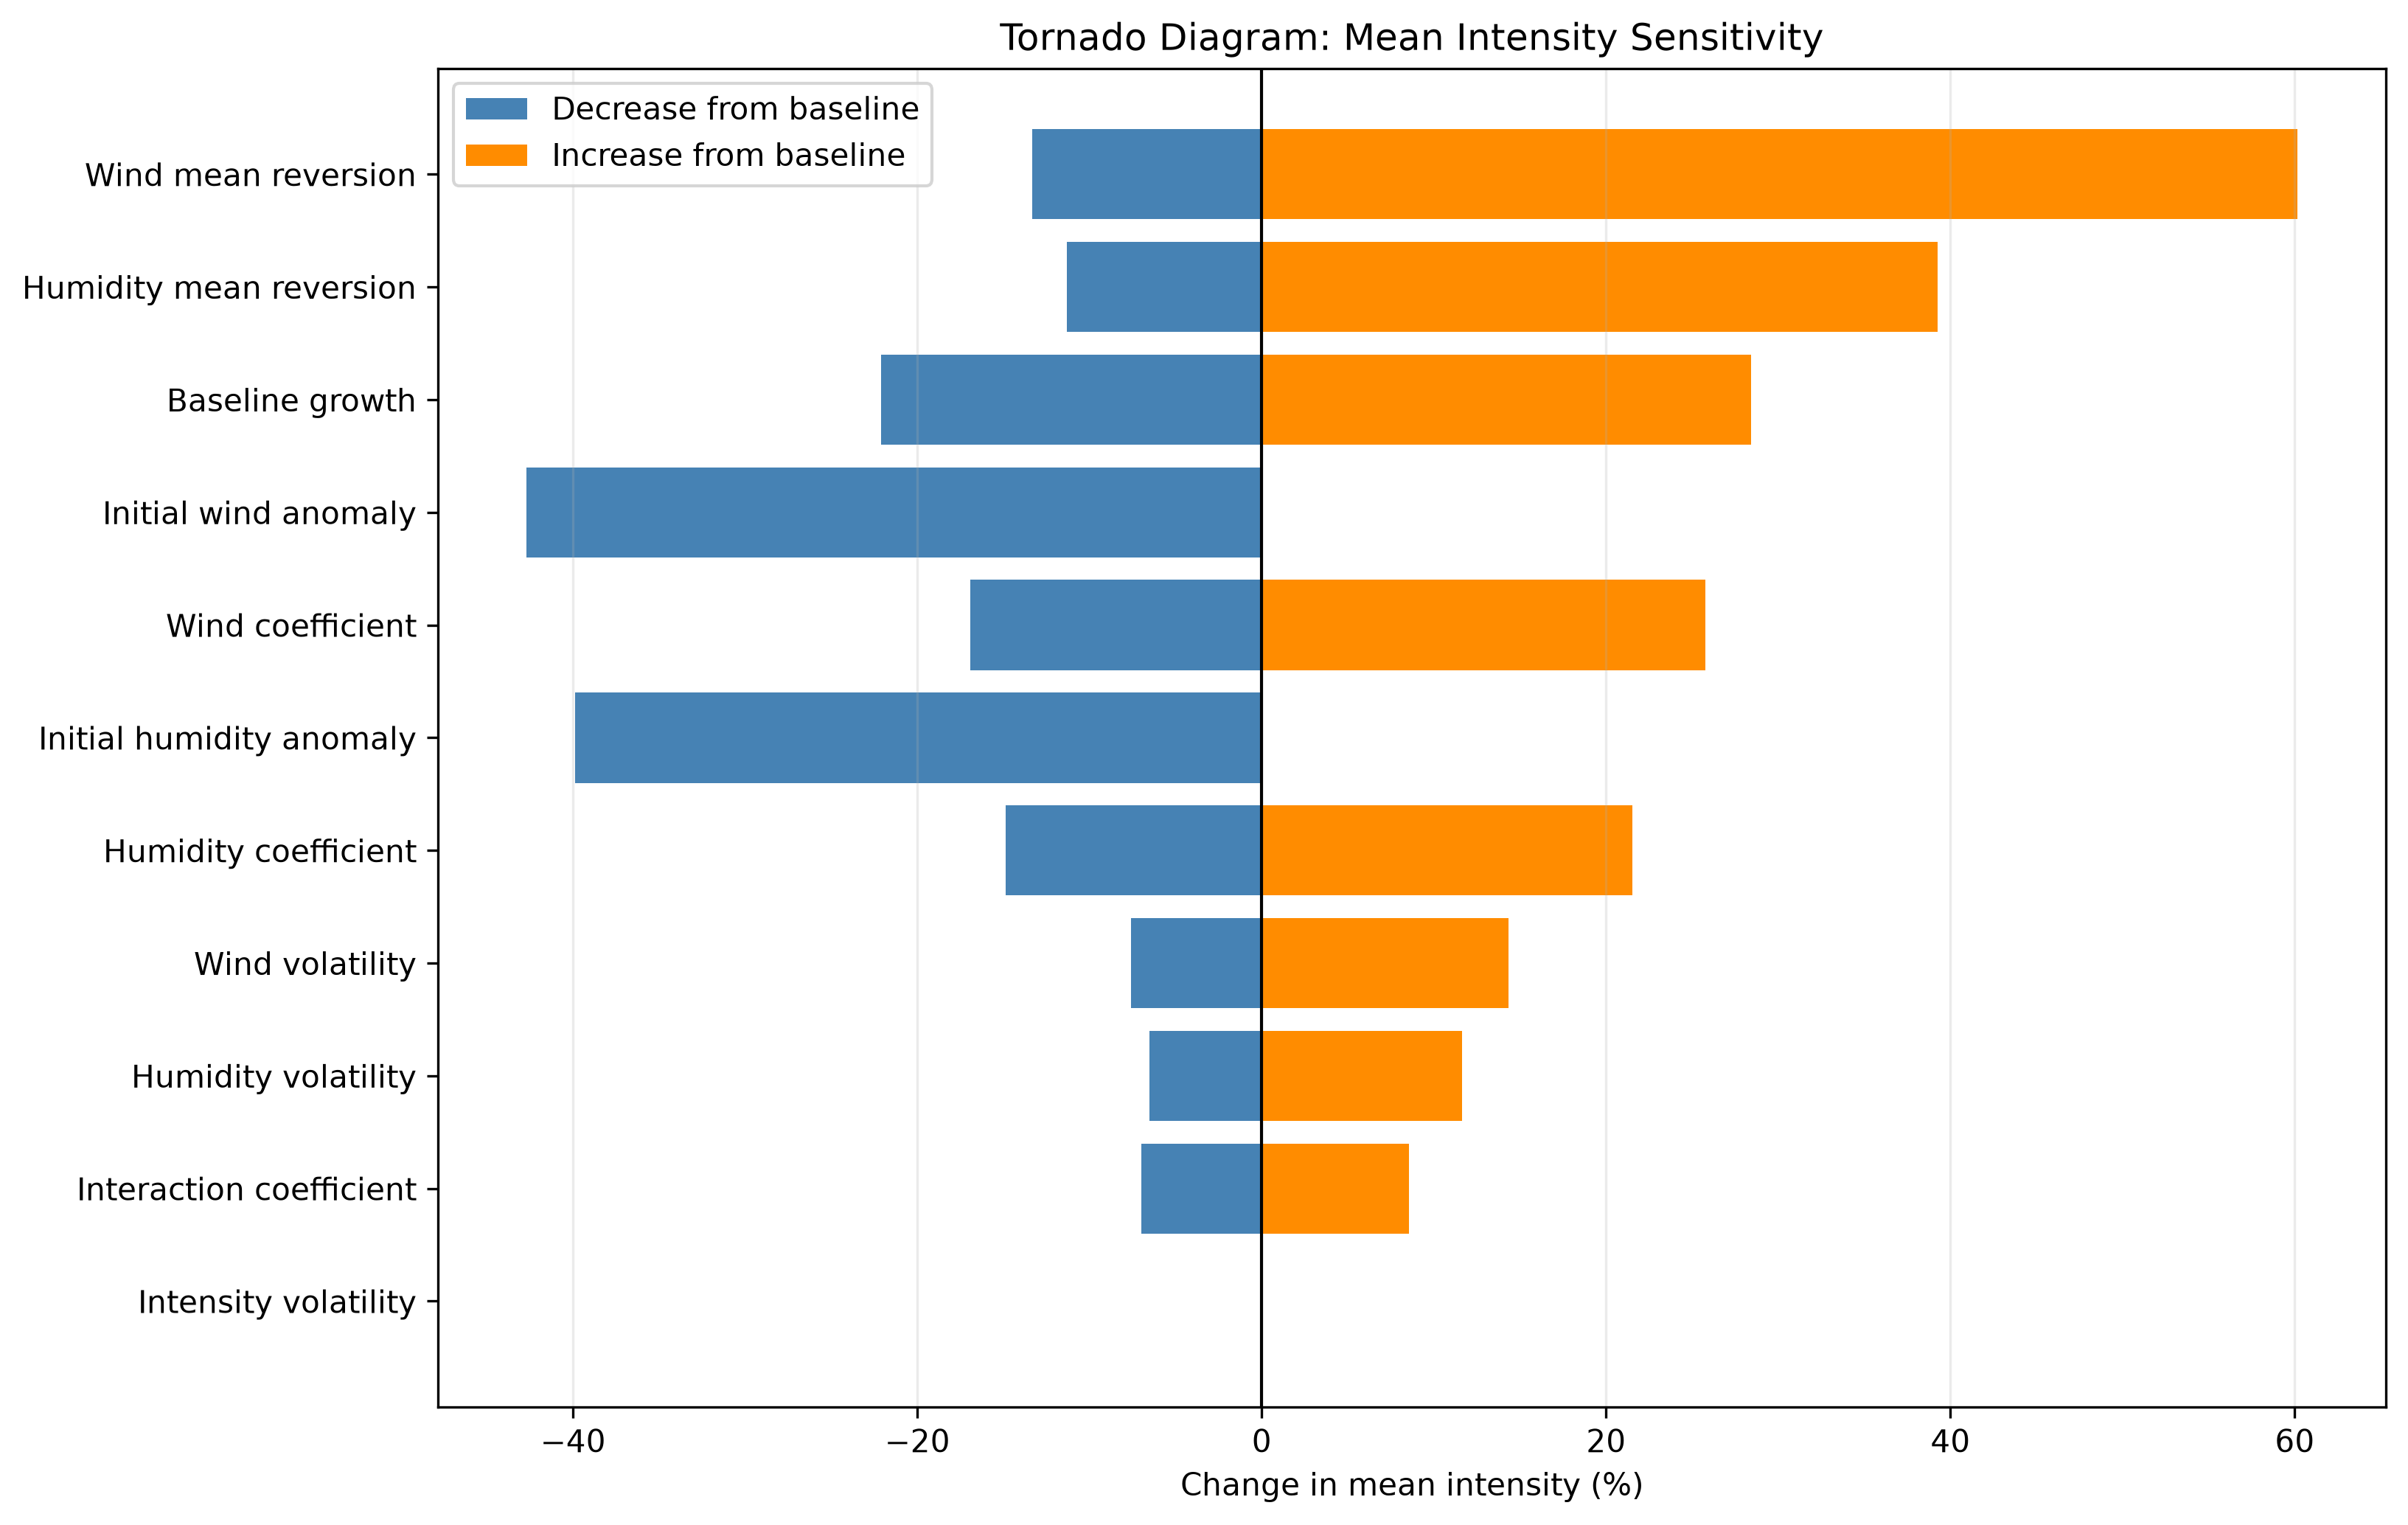 Tornado Diagram: Mean Intensity Sensitivity
Decrease from baseline
Increase from baseline
Wind mean reversion
Humidity mean reversion
Baseline growth
Initial wind anomaly
Wind coefficient
Initial humidity anomaly
Humidity coefficient
Wind volatility
Humidity volatility
Interaction coefficient
Intensity volatility
−40 −20 0 20 40 60
Change in mean intensity (%)